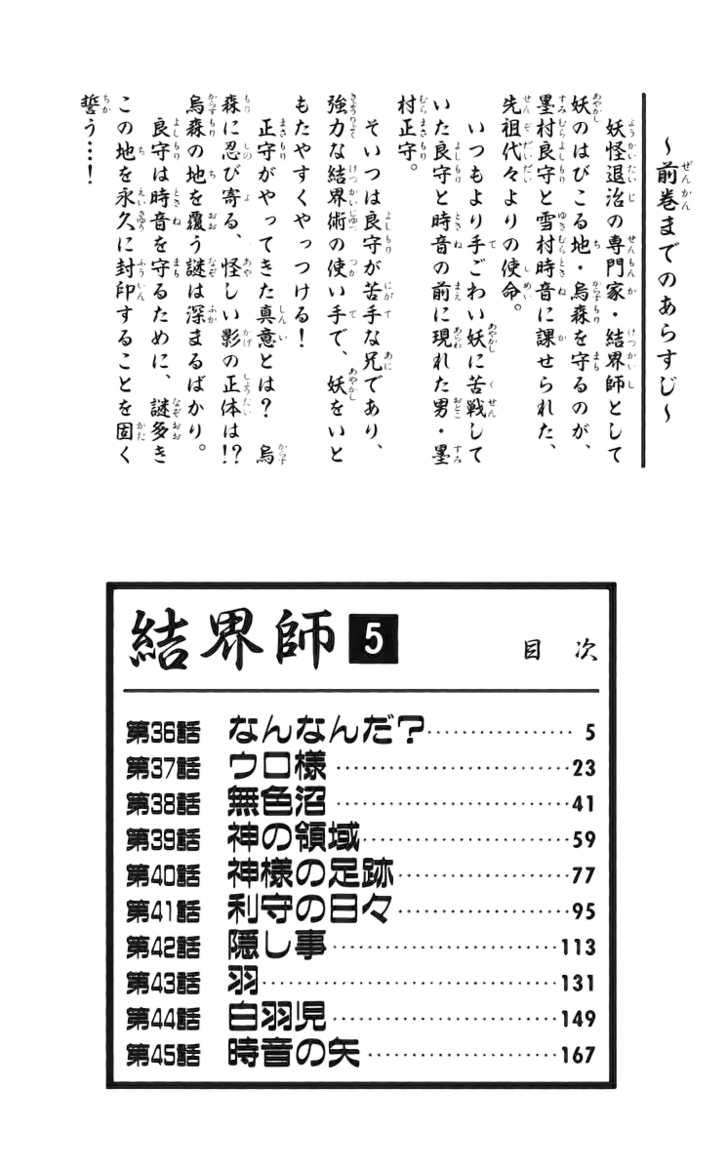 ～前巻までのあらすじ～
妖怪退治の専門家・結界師として
妖のはびこる地・烏森を守るのが、
墨村良守と雪村時音に課せられた、
先祖代々よりの使命。
いつもより手ごわい妖に苦戦して
いた良守と時音の前に現れた男・墨
村正守。
そいつは良守が苦手な兄であり、
強力な結界術の使い手で、妖をいと
もたやすくやっつける！
正守がやってきた真意とは？　烏
森に忍び寄る、怪しい影の正体は!?
烏森の地を覆う謎は深まるばかり。
良守は時音を守るために、謎多き
この地を永久に封印することを固く
誓う…！
結界師 5 目次
第36話 なんなんだ？ 5
第37話 ウロ様 23
第38話 無色沼 41
第39話 神の領域 59
第40話 神様の足跡 77
第41話 利守の日々 95
第42話 隠し事 113
第43話 羽 131
第44話 白羽児 149
第45話 時音の矢 167